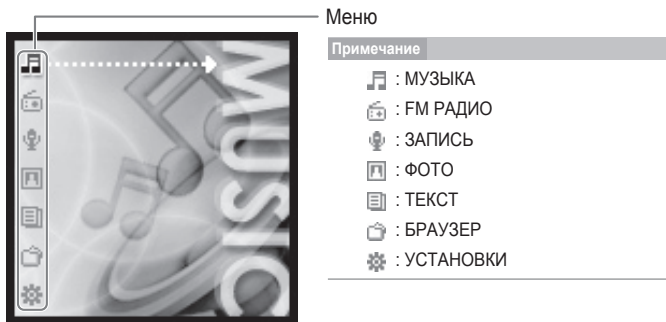 Меню
Примечание
: МУЗЫКА
: FM РАДИО
: ЗАПИСЬ
: ФОТО
: ТЕКСТ
: БРАУЗЕР
: УСТАНОВКИ
MUSIC